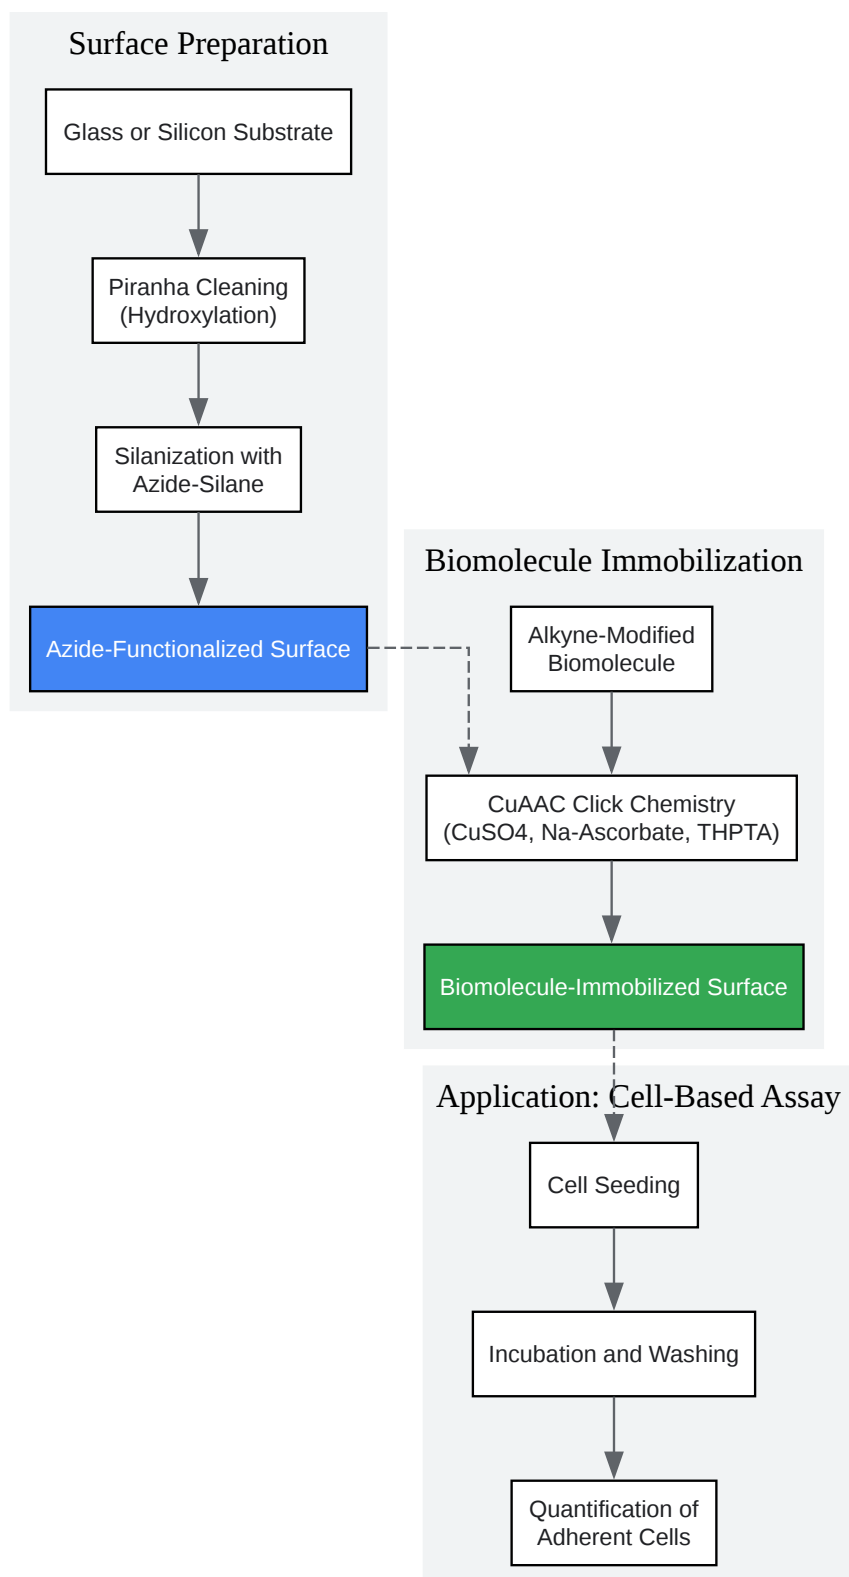 Surface Preparation
Glass or Silicon Substrate
Piranha Cleaning
(Hydroxylation)
Silanization with
Azide-Silane
Azide-Functionalized Surface
Biomolecule Immobilization
Alkyne-Modified
Biomolecule
CuAAC Click Chemistry
(CuSO4, Na-Ascorbate, THPTA)
Biomolecule-Immobilized Surface
Application: Cell-Based Assay
Cell Seeding
Incubation and Washing
Quantification of
Adherent Cells